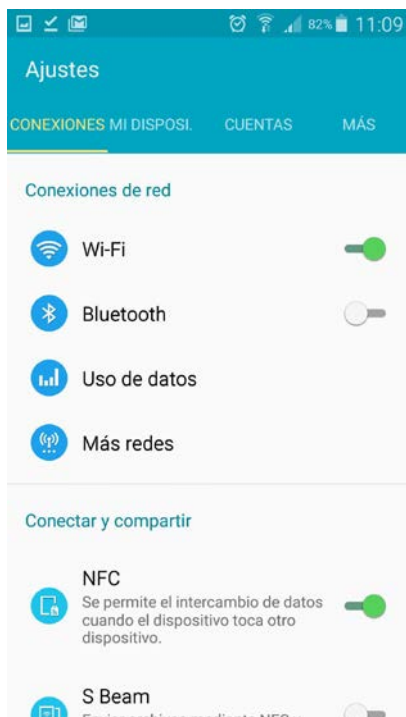 82% 11:09
Ajustes
CONEXIONES MI DISPOSI. CUENTAS MÁS
Conexiones de red
Wi-Fi
Bluetooth
Uso de datos
Más redes
Conectar y compartir
NFC
Se permite el intercambio de datos
cuando el dispositivo toca otro
dispositivo.
S Beam